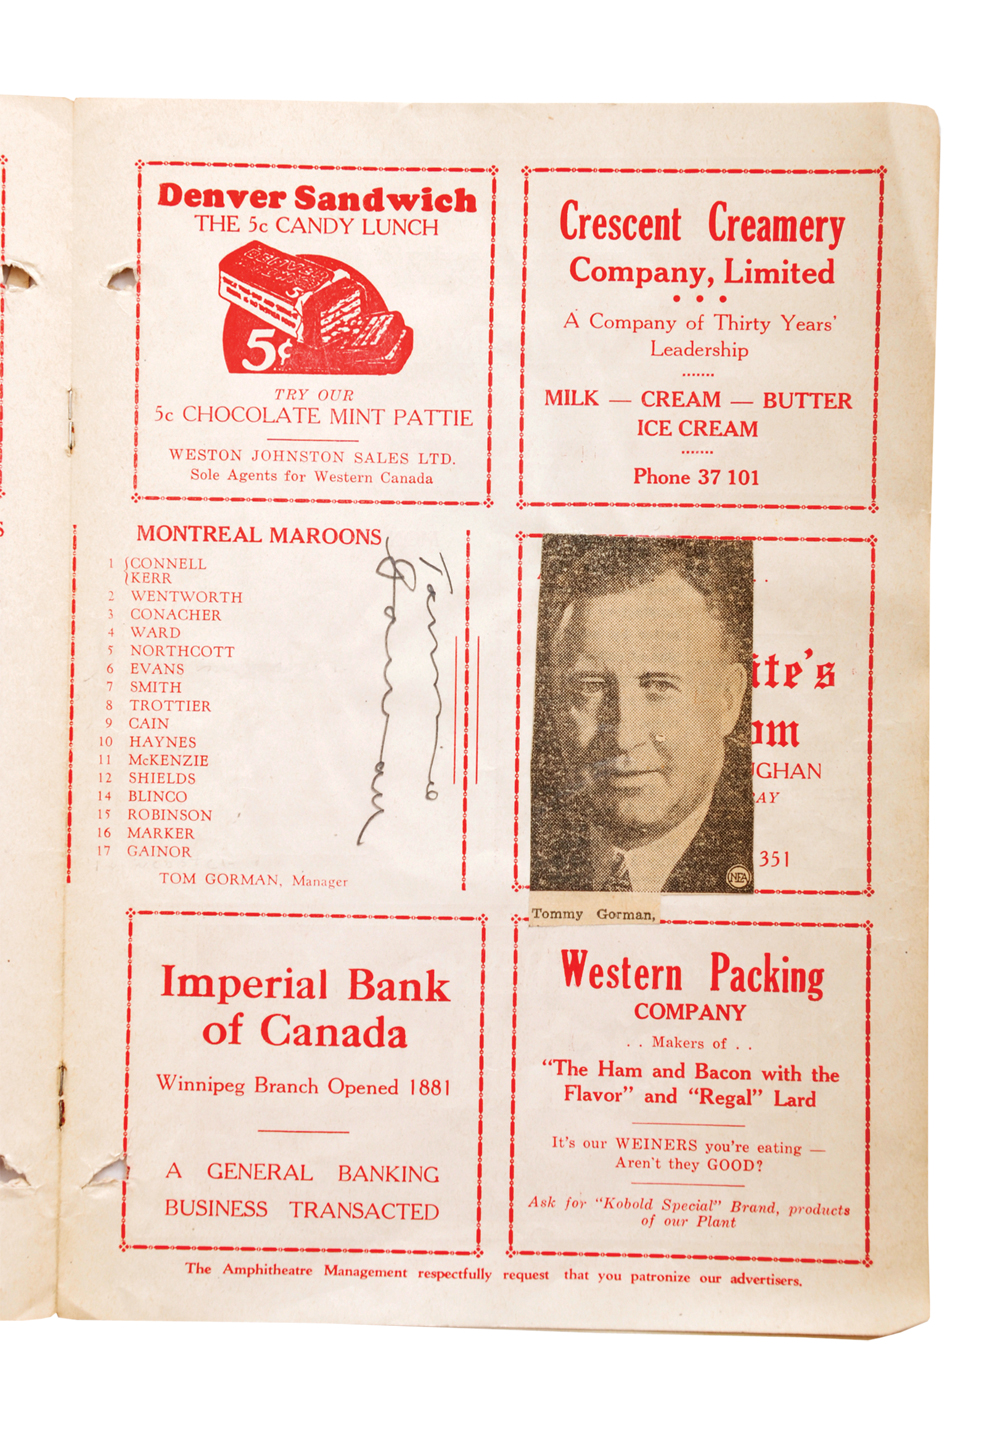 Denver Sandwich
THE 5c CANDY LUNCH
5¢
TRY OUR
5c CHOCOLATE MINT PATTIE
WESTON JOHNSTON SALES LTD.
Sole Agents for Western Canada
Crescent Creamery
Company, Limited
A Company of Thirty Years'
Leadership
MILK — CREAM — BUTTER
ICE CREAM
Phone 37 101
MONTREAL MAROONS
1 CONNELL
KERR
2 WENTWORTH
3 CONACHER
4 WARD
5 NORTHCOTT
6 EVANS
7 SMITH
8 TROTTIER
9 CAIN
10 HAYNES
11 McKENZIE
12 SHIELDS
14 BLINCO
15 ROBINSON
16 MARKER
17 GAINOR
TOM GORMAN, Manager
Tommy
Gorman
ite's
om
GHAN
AY
351
NEA
Tommy Gorman,
Imperial Bank
of Canada
Winnipeg Branch Opened 1881
A GENERAL BANKING
BUSINESS TRANSACTED
Western Packing
COMPANY
. . Makers of . .
"The Ham and Bacon with the
Flavor" and "Regal" Lard
It's our WEINERS you're eating —
Aren't they GOOD?
Ask for "Kobold Special" Brand, products
of our Plant
The Amphitheatre Management respectfully request that you patronize our advertisers.